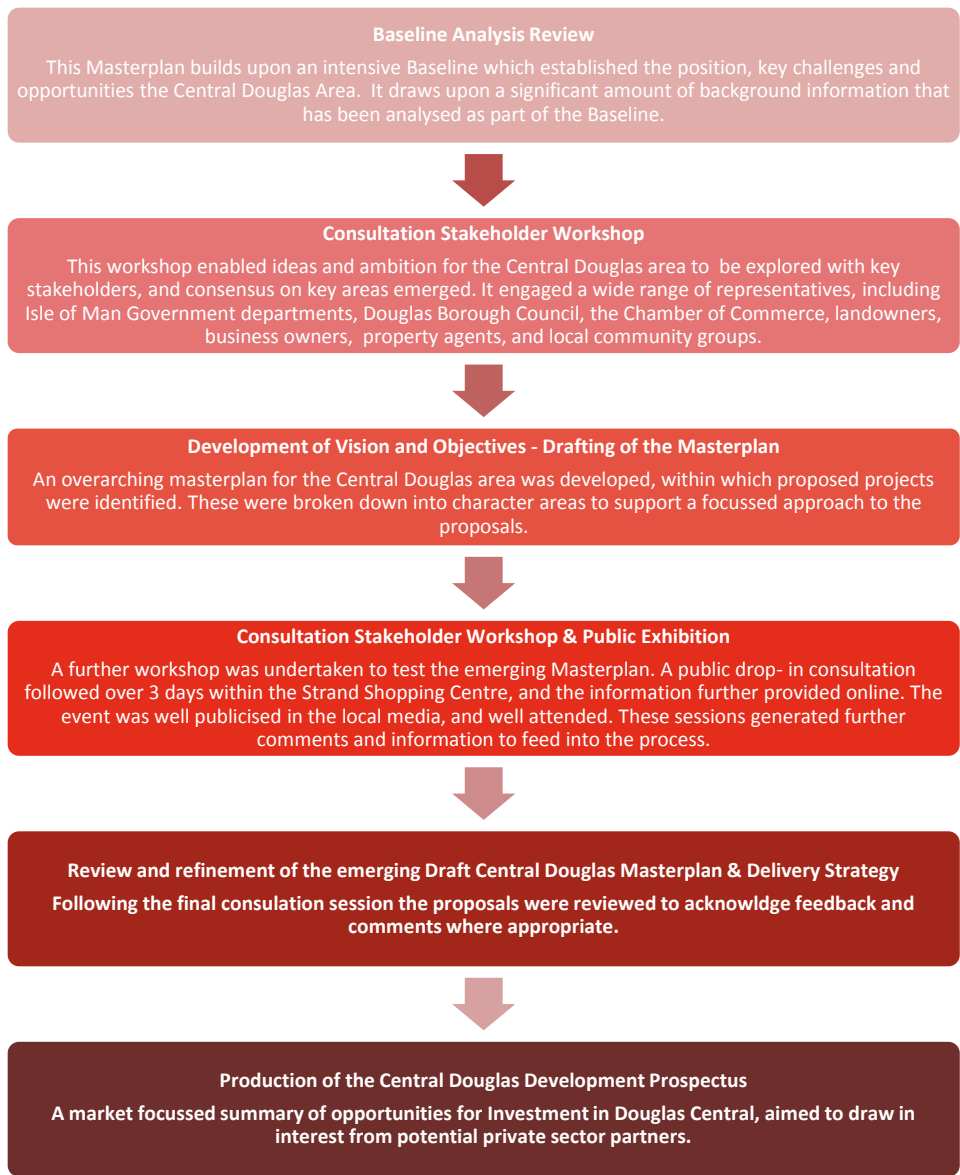 Baseline Analysis Review
This Masterplan builds upon an intensive Baseline which established the position, key challenges and
opportunities the Central Douglas Area.  It draws upon a significant amount of background information that
has been analysed as part of the Baseline.
Consultation Stakeholder Workshop
This workshop enabled ideas and ambition for the Central Douglas area to  be explored with key
stakeholders, and consensus on key areas emerged. It engaged a wide range of representatives, including
Isle of Man Government departments, Douglas Borough Council, the Chamber of Commerce, landowners,
business owners,  property agents, and local community groups.
Development of Vision and Objectives - Drafting of the Masterplan
An overarching masterplan for the Central Douglas area was developed, within which proposed projects
were identified. These were broken down into character areas to support a focussed approach to the
proposals.
Consultation Stakeholder Workshop & Public Exhibition
A further workshop was undertaken to test the emerging Masterplan. A public drop- in consultation
followed over 3 days within the Strand Shopping Centre, and the information further provided online. The
event was well publicised in the local media, and well attended. These sessions generated further
comments and information to feed into the process.
Review and refinement of the emerging Draft Central Douglas Masterplan & Delivery Strategy
Following the final consulation session the proposals were reviewed to acknowldge feedback and
comments where appropriate.
Production of the Central Douglas Development Prospectus
A market focussed summary of opportunities for Investment in Douglas Central, aimed to draw in
interest from potential private sector partners.